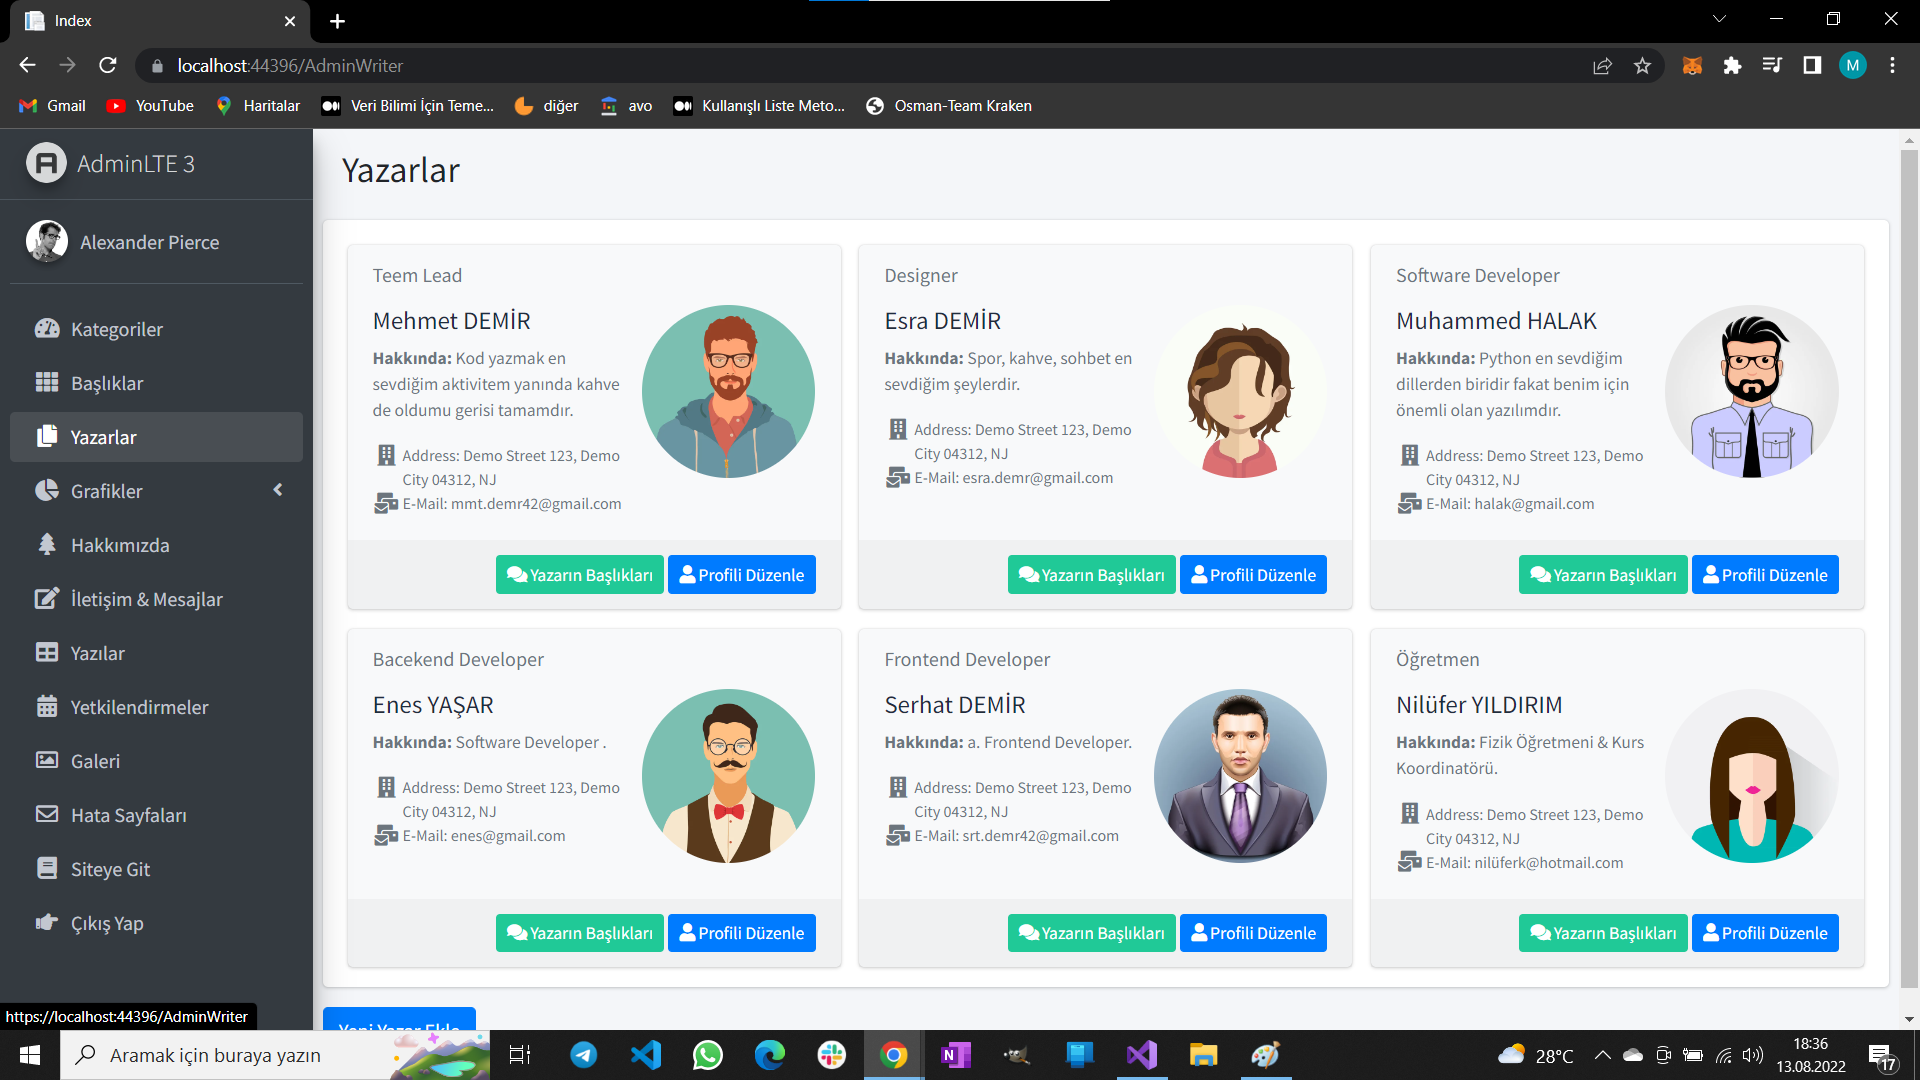 Index
localhost:44396/AdminWriter
M
Gmail
YouTube
Haritalar
Veri Bilimi İçin Teme...
diğer
avo
Kullanışlı Liste Meto...
Osman-Team Kraken
AdminLTE 3
Alexander Pierce
Kategoriler
Başlıklar
Yazarlar
Grafikler
Hakkımızda
İletişim & Mesajlar
Yazılar
Yetkilendirmeler
Galeri
Hata Sayfaları
Siteye Git
Çıkış Yap
https://localhost:44396/AdminWriter
Yazarlar
Teem Lead
Mehmet DEMİR
Hakkında: Kod yazmak en
sevdiğim aktivitem yanında kahve
de oldumu gerisi tamamdır.
Address: Demo Street 123, Demo
City 04312, NJ
E-Mail: mmt.demr42@gmail.com
Yazarın Başlıkları
Profili Düzenle
Designer
Esra DEMİR
Hakkında: Spor, kahve, sohbet en
sevdiğim şeylerdir.
Address: Demo Street 123, Demo
City 04312, NJ
E-Mail: esra.demr@gmail.com
Yazarın Başlıkları
Profili Düzenle
Software Developer
Muhammed HALAK
Hakkında: Python en sevdiğim
dillerden biridir fakat benim için
önemli olan yazılımdır.
Address: Demo Street 123, Demo
City 04312, NJ
E-Mail: halak@gmail.com
Yazarın Başlıkları
Profili Düzenle
Bacekend Developer
Enes YAŞAR
Hakkında: Software Developer .
Address: Demo Street 123, Demo
City 04312, NJ
E-Mail: enes@gmail.com
Yazarın Başlıkları
Profili Düzenle
Frontend Developer
Serhat DEMİR
Hakkında: a. Frontend Developer.
Address: Demo Street 123, Demo
City 04312, NJ
E-Mail: srt.demr42@gmail.com
Yazarın Başlıkları
Profili Düzenle
Öğretmen
Nilüfer YILDIRIM
Hakkında: Fizik Öğretmeni & Kurs
Koordinatörü.
Address: Demo Street 123, Demo
City 04312, NJ
E-Mail: nilüferk@hotmail.com
Yazarın Başlıkları
Profili Düzenle
Yeni Yazar Ekle
Aramak için buraya yazın
28°C
18:36
13.08.2022
17